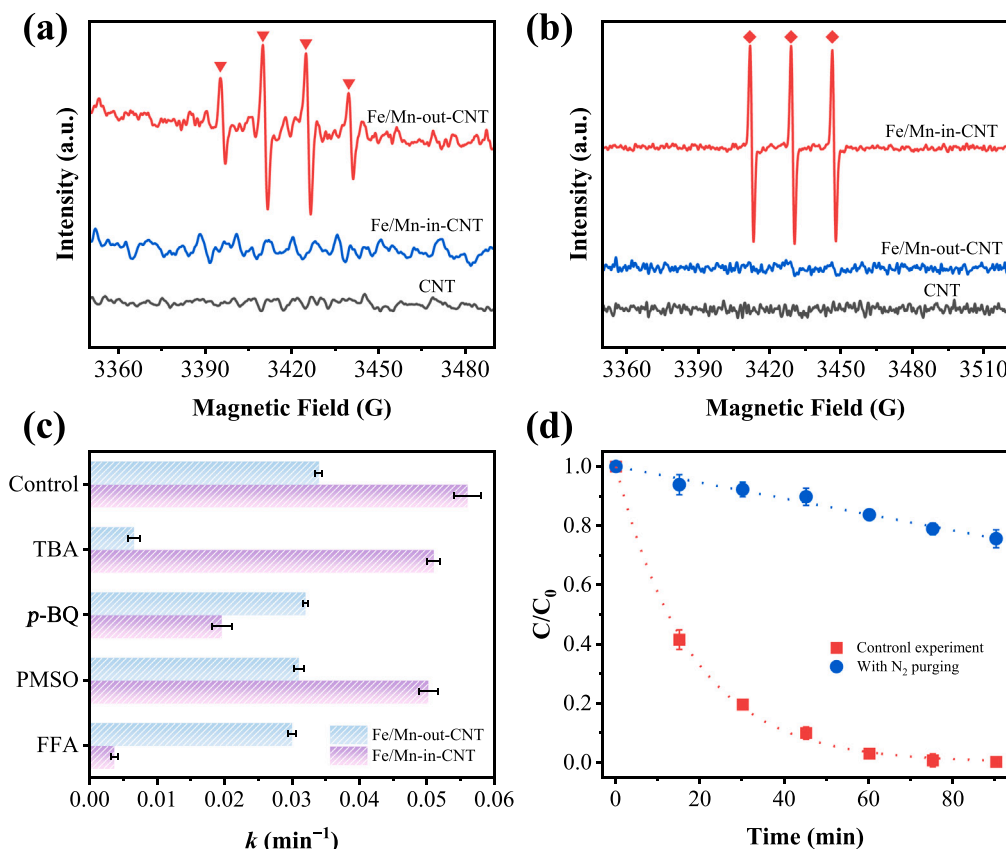 (a)
Intensity (a.u.)
Fe/Mn-out-CNT
Fe/Mn-in-CNT
CNT
3360 3390 3420 3450 3480
Magnetic Field (G)
(b)
Intensity (a.u.)
Fe/Mn-in-CNT
Fe/Mn-out-CNT
CNT
3360 3390 3420 3450 3480 3510
Magnetic Field (G)
(c)
Control
TBA
p-BQ
PMSO
FFA
Fe/Mn-out-CNT
Fe/Mn-in-CNT
0.00 0.01 0.02 0.03 0.04 0.05 0.06
k (min⁻¹)
(d)
C/C₀
1.0
0.8
0.6
0.4
0.2
0.0
Contronl experiment
With N₂ purging
0 20 40 60 80
Time (min)